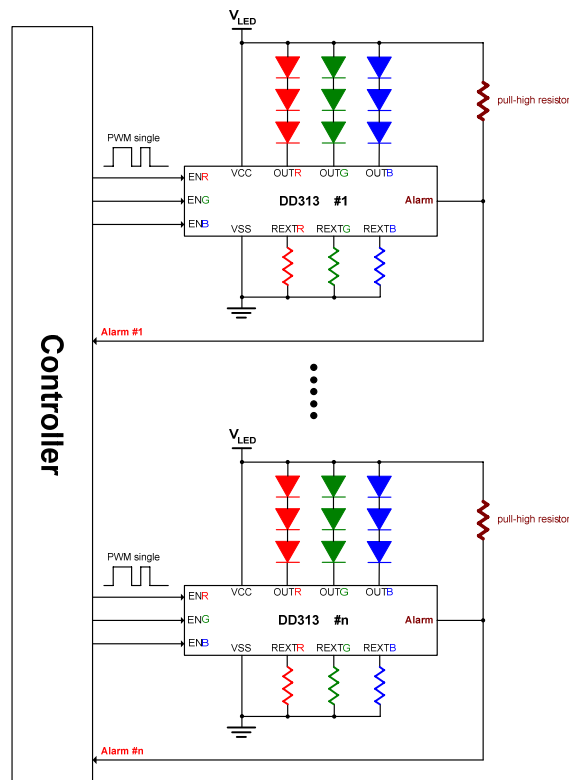 VLED
pull-high resistor
PWM single
VCC OUTR OUTG OUTB
ENR
ENG
ENB
DD313 #1
Alarm
VSS REXTR REXTG REXTB
Alarm #1
Controller
VLED
pull-high resistor
PWM single
VCC OUTR OUTG OUTB
ENR
ENG
ENB
DD313 #n
Alarm
VSS REXTR REXTG REXTB
Alarm #n